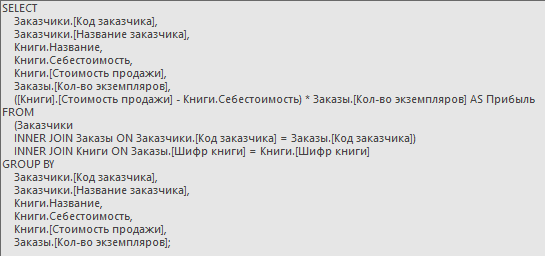 SELECT
Заказчики.[Код заказчика],
Заказчики.[Название заказчика],
Книги.Название,
Книги.Себестоимость,
Книги.[Стоимость продажи],
Заказы.[Кол-во экземпляров],
([Книги].[Стоимость продажи] - Книги.Себестоимость) * Заказы.[Кол-во экземпляров] AS Прибыль
FROM
(Заказчики
INNER JOIN Заказы ON Заказчики.[Код заказчика] = Заказы.[Код заказчика])
INNER JOIN Книги ON Заказы.[Шифр книги] = Книги.[Шифр книги]
GROUP BY
Заказчики.[Код заказчика],
Заказчики.[Название заказчика],
Книги.Название,
Книги.Себестоимость,
Книги.[Стоимость продажи],
Заказы.[Кол-во экземпляров];